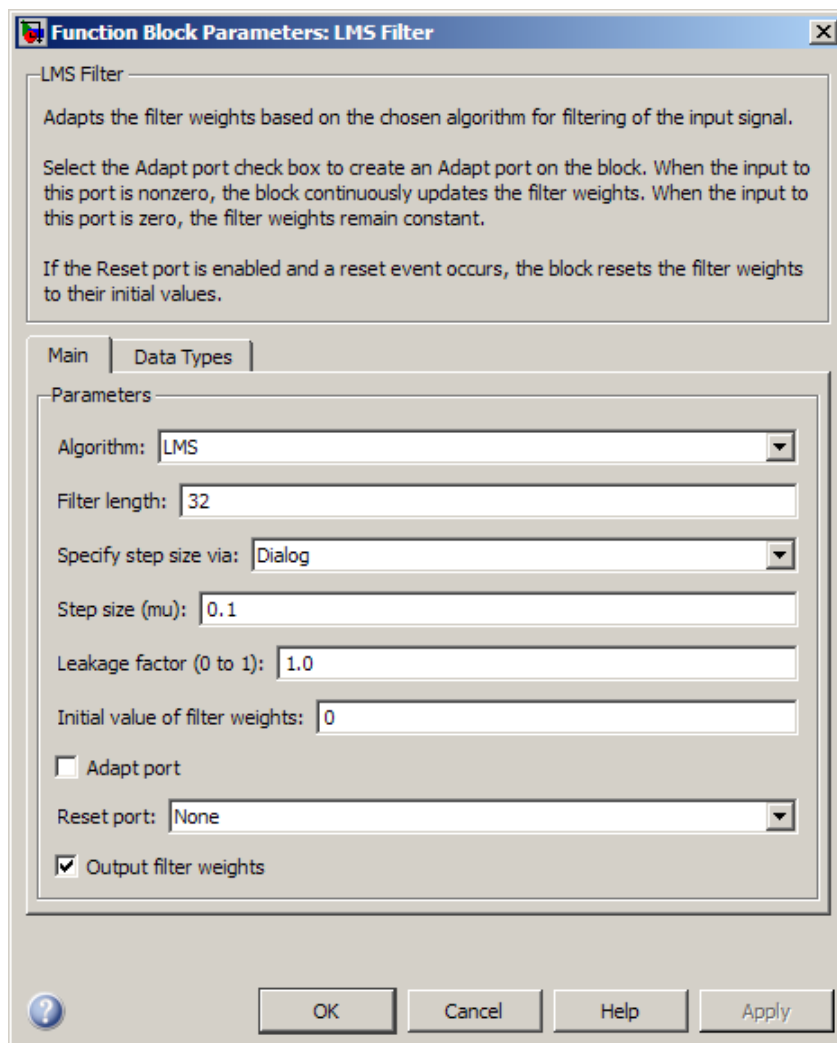 Function Block Parameters: LMS Filter
LMS Filter
Adapts the filter weights based on the chosen algorithm for filtering of the input signal.
Select the Adapt port check box to create an Adapt port on the block. When the input to
this port is nonzero, the block continuously updates the filter weights. When the input to
this port is zero, the filter weights remain constant.
If the Reset port is enabled and a reset event occurs, the block resets the filter weights
to their initial values.
Main Data Types
Parameters
Algorithm: LMS
Filter length: 32
Specify step size via: Dialog
Step size (mu): 0.1
Leakage factor (0 to 1): 1.0
Initial value of filter weights: 0
Adapt port
Reset port: None
Output filter weights
? OK Cancel Help Apply